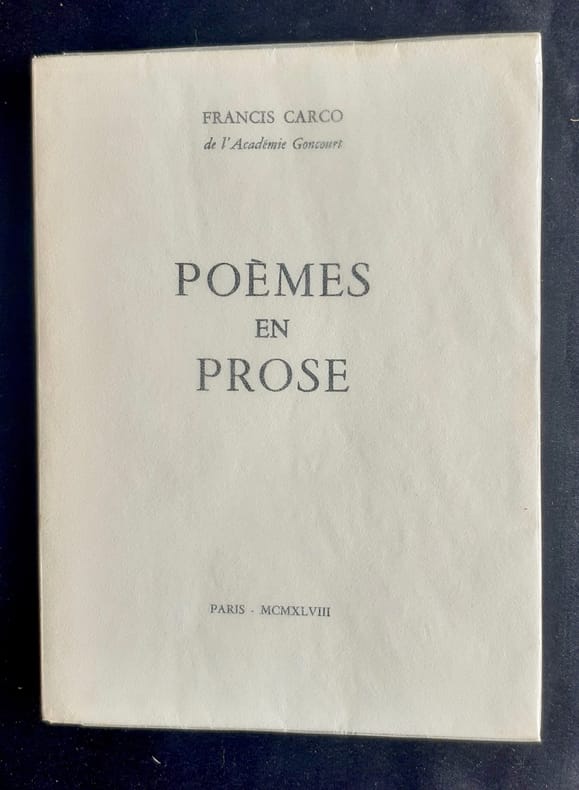 FRANCIS CARCO
de l'Académie Goncourt
POÈMES
EN
PROSE
PARIS - MCMXLVIII